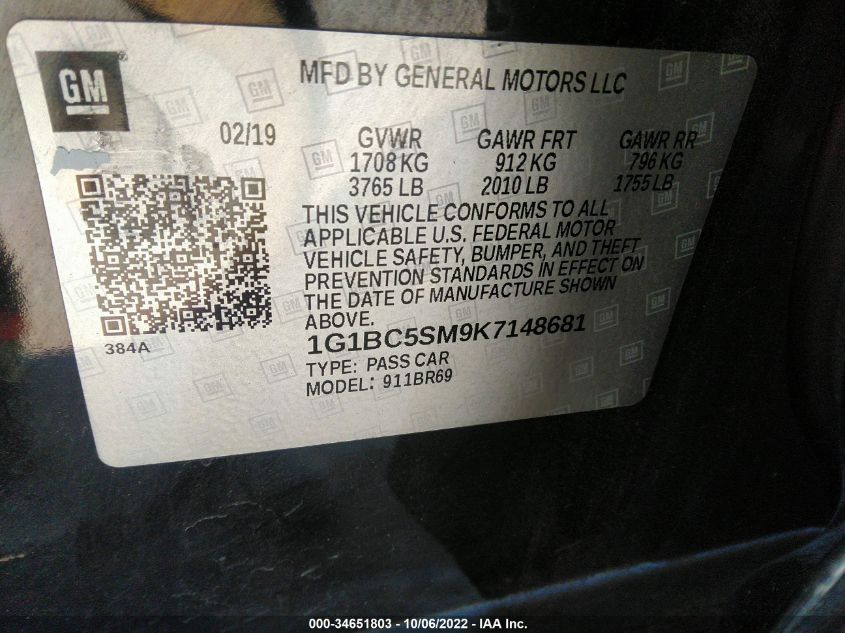 GM
MFD BY GENERAL MOTORS LLC
02/19 GVWR GAWR FRT GAWR RR
1708 KG 912 KG 796 KG
3765 LB 2010 LB 1755 LB
THIS VEHICLE CONFORMS TO ALL
APPLICABLE U.S. FEDERAL MOTOR
VEHICLE SAFETY, BUMPER, AND THEFT
PREVENTION STANDARDS IN EFFECT ON
THE DATE OF MANUFACTURE SHOWN
ABOVE.
384A
1G1BC5SM9K7148681
TYPE: PASS CAR
MODEL: 911BR69
000-34651803 - 10/06/2022 - IAA Inc.